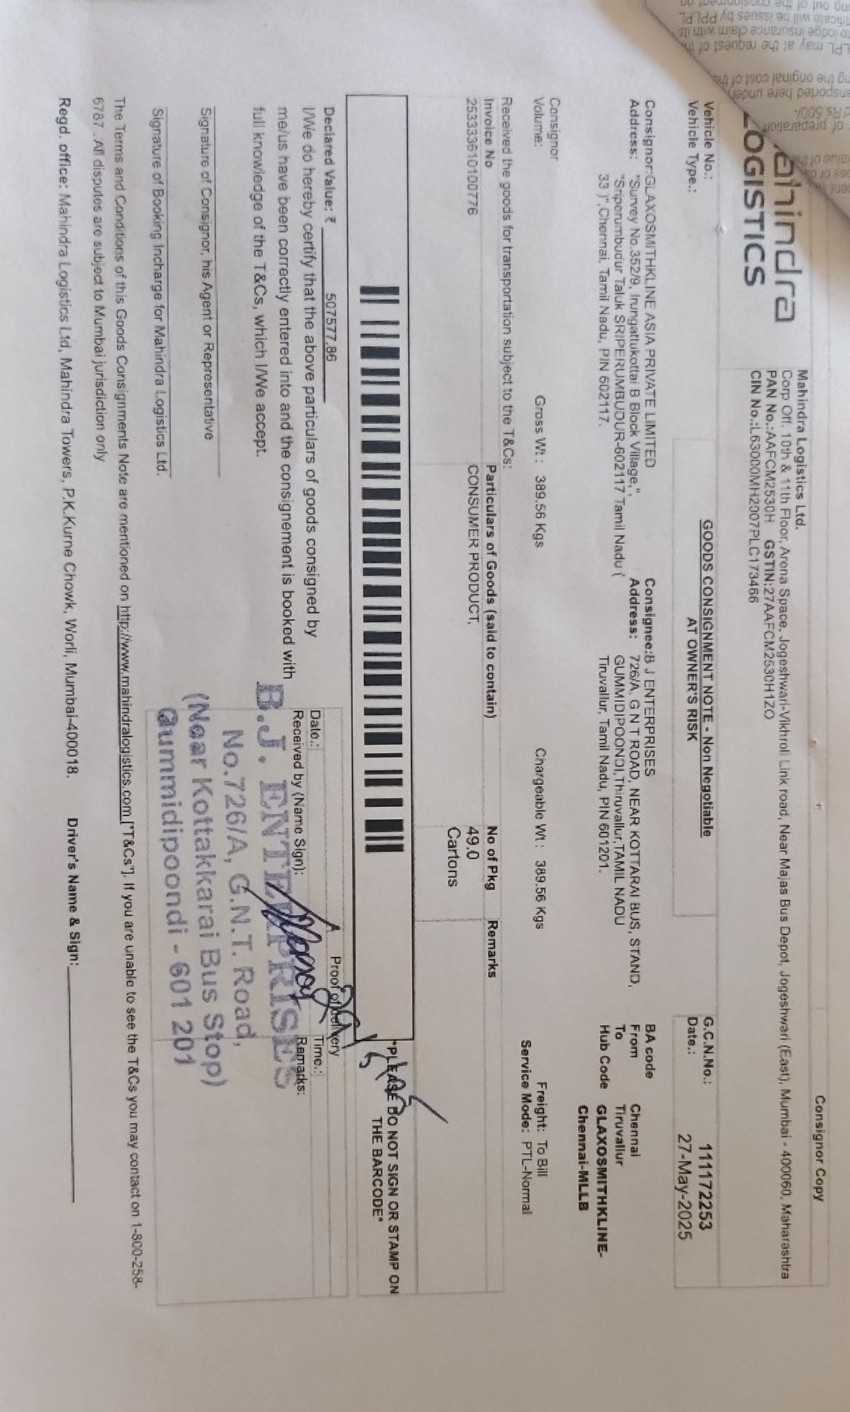 Consignor Copy
ahindra
LOGISTICS
Mahindra Logistics Ltd.
Corp Off. 10th & 11th Floor, Arena Space, Jogeshwari-Vikhroli Link road, Near Majas Bus Depot, Jogeshwari (East), Mumbai - 400060, Maharashtra
PAN No.:AAFCM2530H GSTIN:27AAFCM2530H1ZO
CIN No.:L63000MH2007PLC173466
Vehicle No.:
Vehicle Type.:
GOODS CONSIGNMENT NOTE - Non Negotiable
AT OWNER'S RISK
G.C.N.No.: 111172253
Date.: 27-May-2025
Consignor:GLAXOSMITHKLINE ASIA PRIVATE LIMITED
Address: "Survey No.352/9, Irungattukottai B Block Village,",
"Sriperumbudur Taluk SRIPERUMBUDUR-602117 Tamil Nadu (
33 )",Chennai, Tamil Nadu, PIN 602117.
Consignee:B J ENTERPRISES
Address: 726/A, G N T ROAD, NEAR KOTTARAI BUS, STAND,
GUMMIDIPOONDI,Thiruvallur,TAMIL NADU
Tiruvallur, Tamil Nadu, PIN 601201.
BA code
From Chennai
To Tiruvallur
Hub Code GLAXOSMITHKLINE-
Chennai-MLLB
Consignor
Volume:
Gross Wt : 389.56 Kgs
Chargeable Wt : 389.56 Kgs
Freight: To Bill
Service Mode: PTL-Normal
Received the goods for transportation subject to the T&Cs:
Invoice No Particulars of Goods (said to contain) No of Pkg Remarks
253333610100776 CONSUMER PRODUCT, 49.0
Cartons
"PLEASE DO NOT SIGN OR STAMP ON
THE BARCODE"
Declared Value: ₹ 507577.86
I/We do hereby certify that the above particulars of goods consigned by
me/us have been correctly entered into and the consignement is booked with
full knowledge of the T&Cs, which I/We accept.
Proof of Delivery
Date.: Time.:
Received by (Name Sign): Remarks:
B.J. ENTERPRISES
No.726/A, G.N.T. Road,
(Near Kottakkarai Bus Stop)
Gummidipoondi - 601 201
Signature of Consignor, his Agent or Representative
Signature of Booking Incharge for Mahindra Logistics Ltd.
The Terms and Conditions of this Goods Consignments Note are mentioned on http://www.mahindralogistics.com ["T&Cs"]. If you are unable to see the T&Cs you may contact on 1-800-258-
6787 . All disputes are subject to Mumbai jurisdiction only
Regd. office: Mahindra Logistics Ltd, Mahindra Towers, P.K.Kurne Chowk, Worli, Mumbai-400018. Driver's Name & Sign: